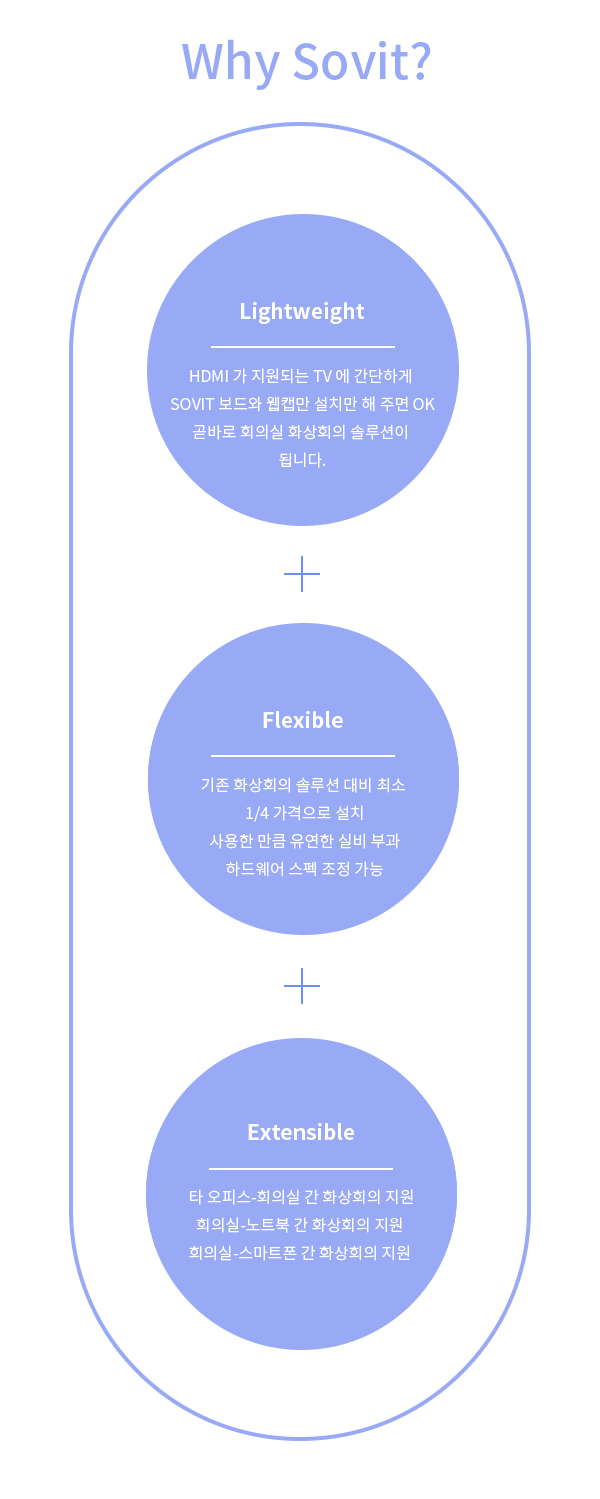 Why Sovit?
Lightweight
HDMI 가 지원되는 TV 에 간단하게
SOVIT 보드와 웹캡만 설치만 해 주면 OK
곧바로 회의실 화상회의 솔루션이
됩니다.
Flexible
기존 화상회의 솔루션 대비 최소
1/4 가격으로 설치
사용한 만큼 유연한 실비 부과
하드웨어 스펙 조정 가능
Extensible
타 오피스-회의실 간 화상회의 지원
회의실-노트북 간 화상회의 지원
회의실-스마트폰 간 화상회의 지원